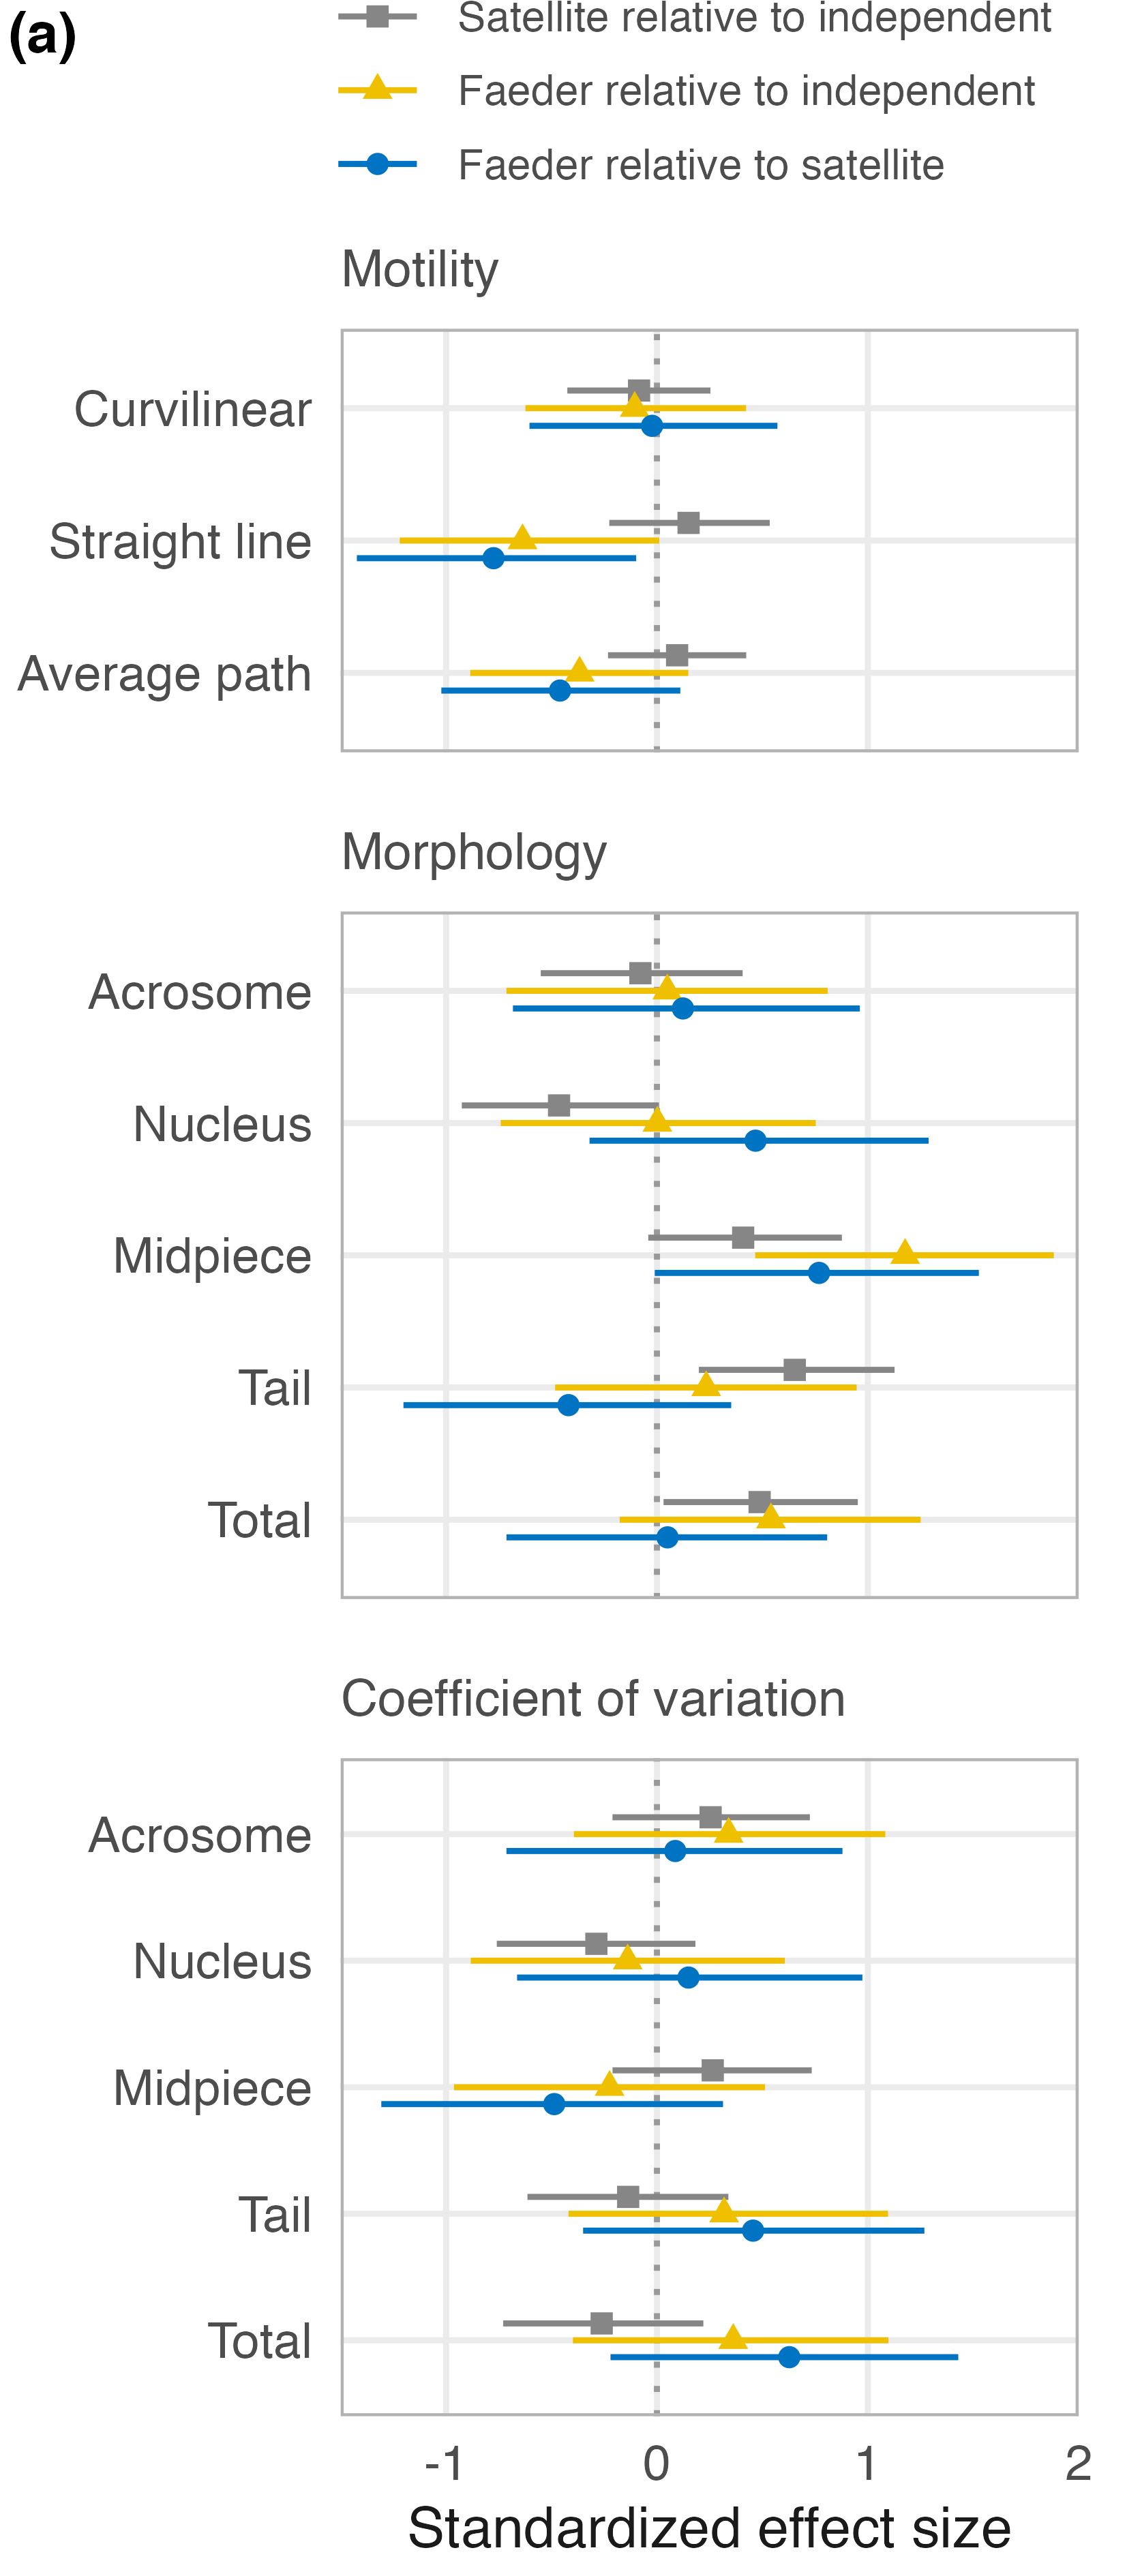 (a)
Satellite relative to independent
Faeder relative to independent
Faeder relative to satellite
Motility
Curvilinear
Straight line
Average path
Morphology
Acrosome
Nucleus
Midpiece
Tail
Total
Coefficient of variation
Acrosome
Nucleus
Midpiece
Tail
Total
-1 0 1 2
Standardized effect size